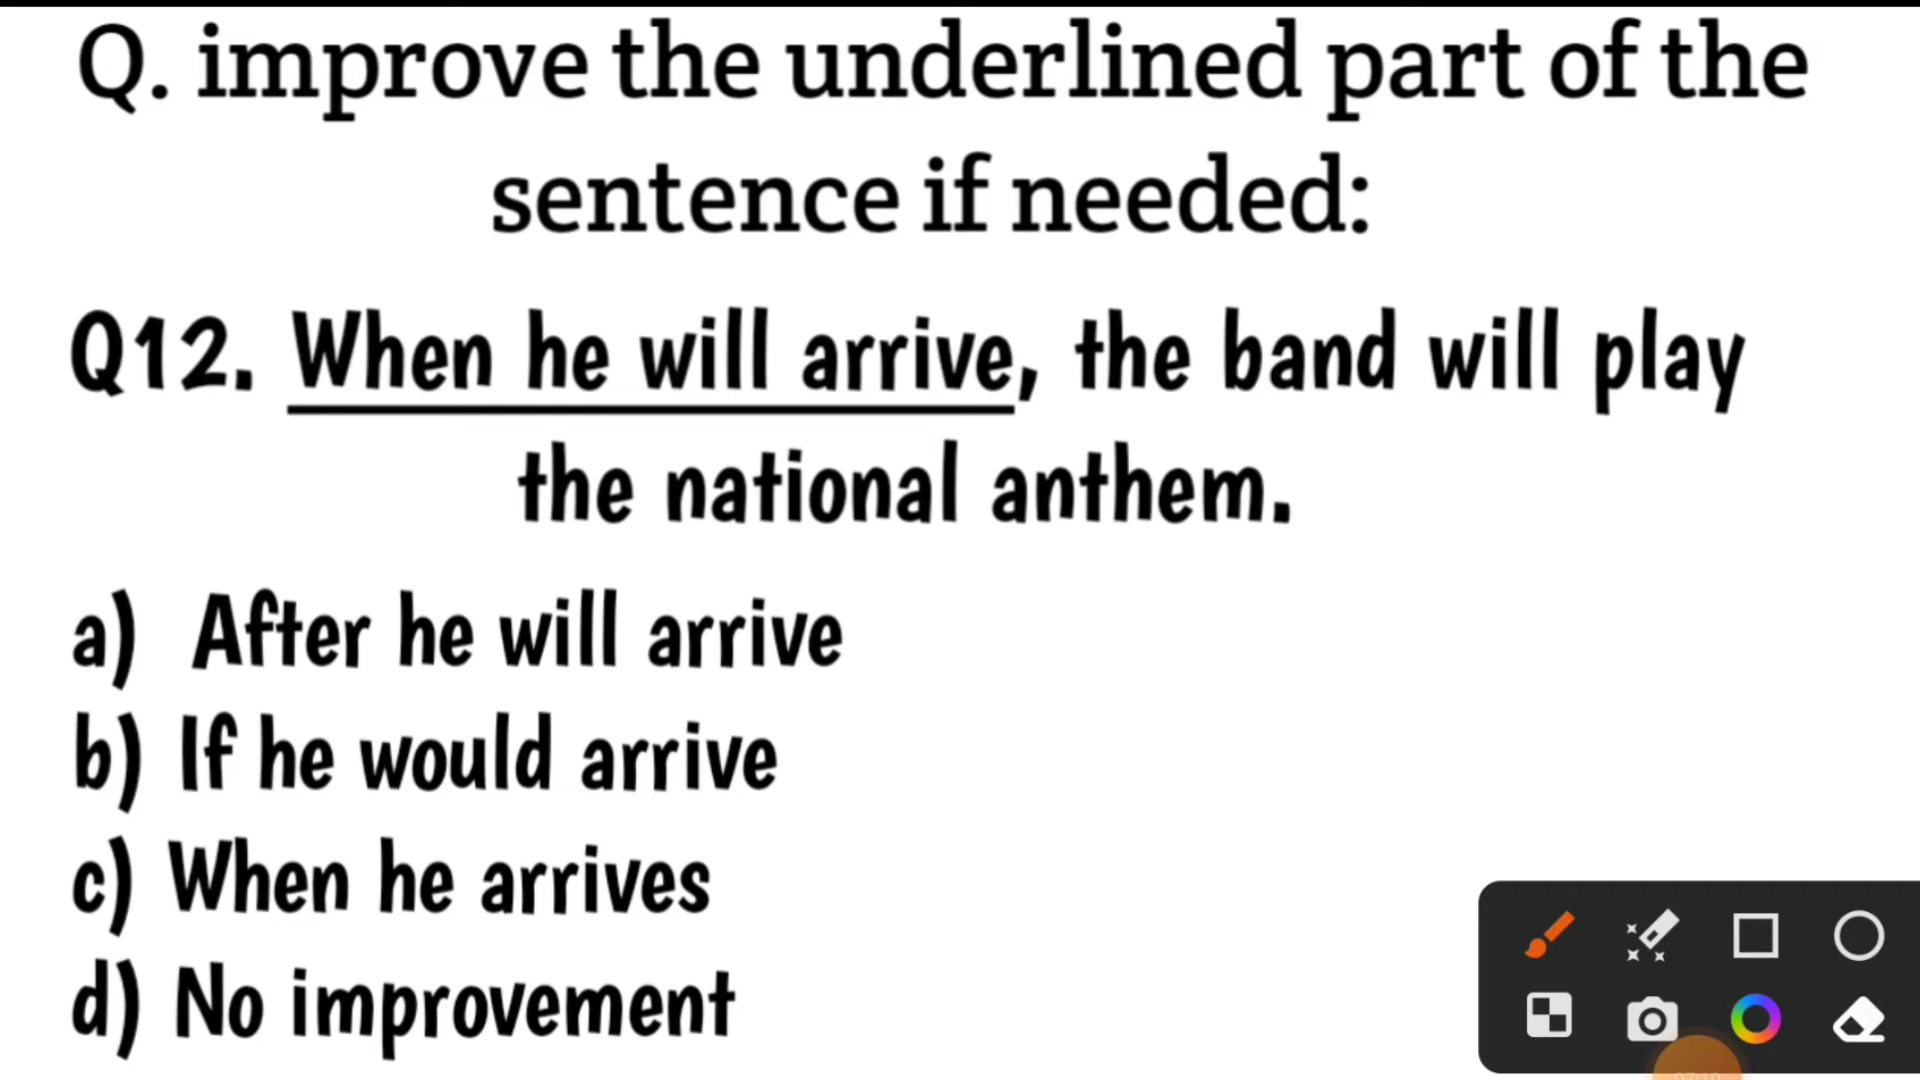 Q. improve the underlined part of the
sentence if needed:
Q12. When he will arrive, the band will play
the national anthem.
a) After he will arrive
b) If he would arrive
c) When he arrives
d) No improvement